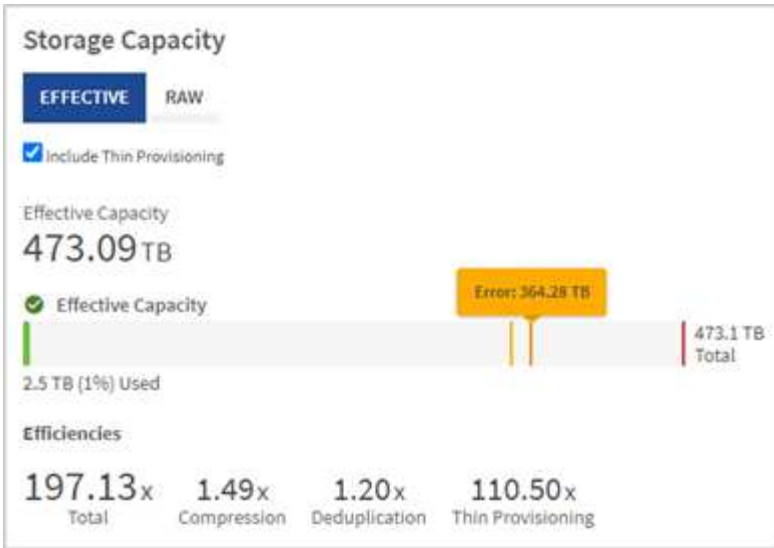 Storage Capacity
EFFECTIVE RAW
Include Thin Provisioning
Effective Capacity
473.09 TB
Error: 364.28 TB
Effective Capacity
473.1 TB
Total
2.5 TB (1%) Used
Efficiencies
197.13x 1.49x 1.20x 110.50x
Total Compression Deduplication Thin Provisioning